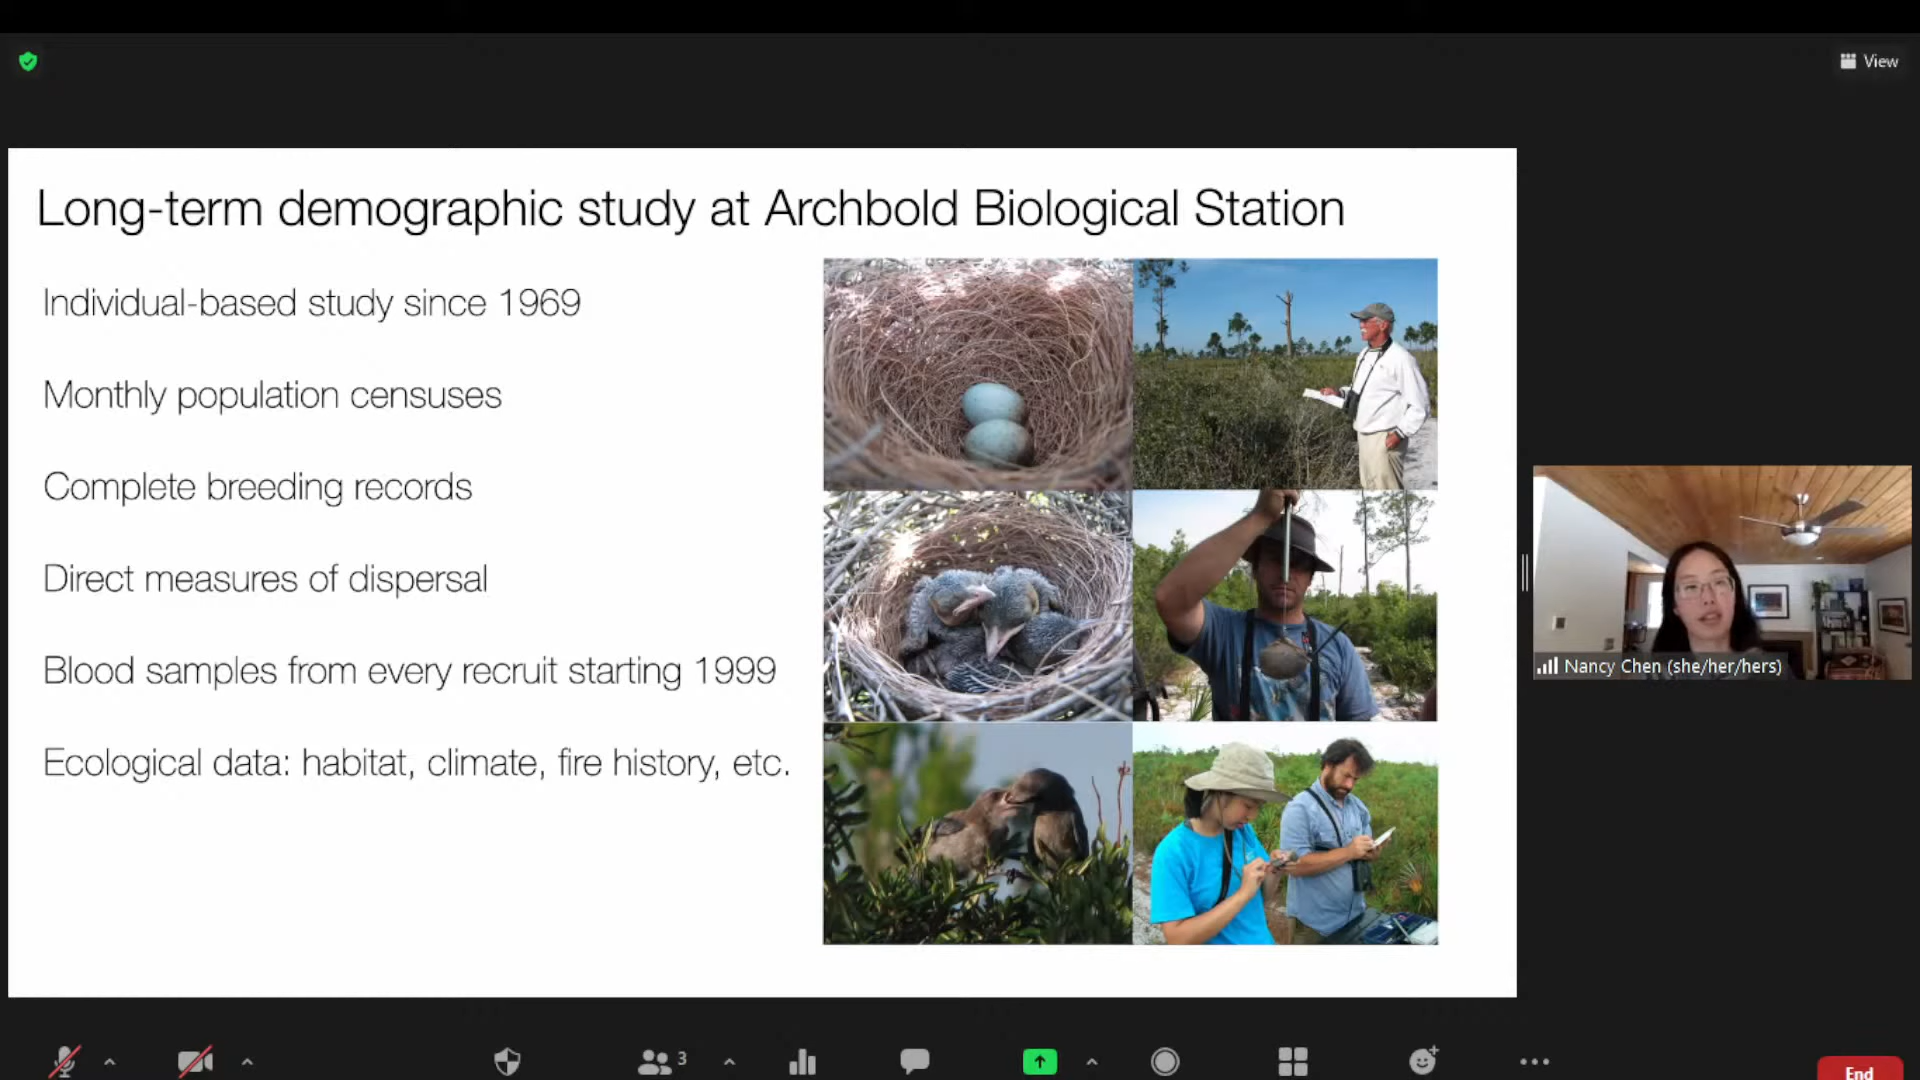 View
Long-term demographic study at Archbold Biological Station
Individual-based study since 1969
Monthly population censuses
Complete breeding records
Direct measures of dispersal
Blood samples from every recruit starting 1999
Ecological data: habitat, climate, fire history, etc.
Nancy Chen (she/her/hers)
3
End